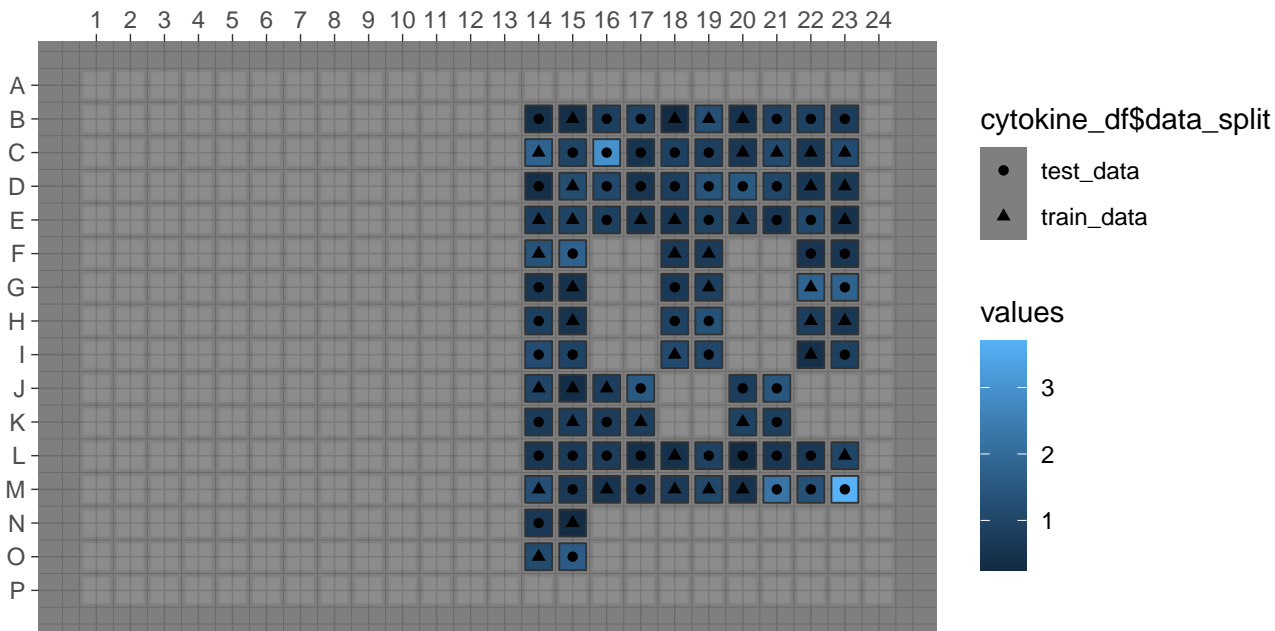 1 2 3 4 5 6 7 8 9 10 11 12 13 14 15 16 17 18 19 20 21 22 23 24
A
B
C
D
E
F
G
H
I
J
K
L
M
N
O
P
cytokine_df$data_split
test_data
train_data
values
3
2
1